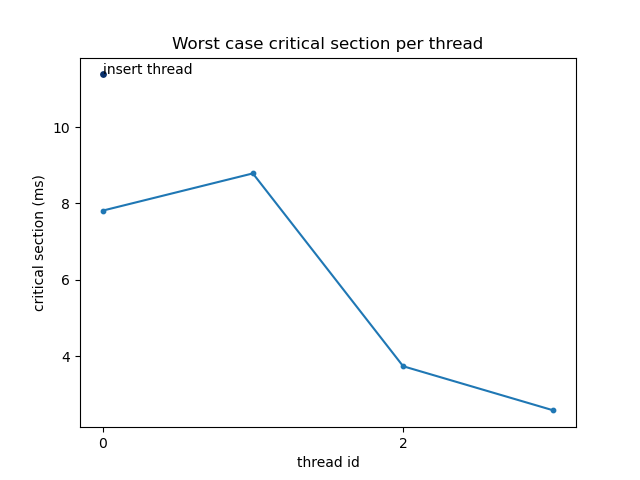 Worst case critical section per thread
insert thread
10
8
6
4
critical section (ms)
0
2
thread id